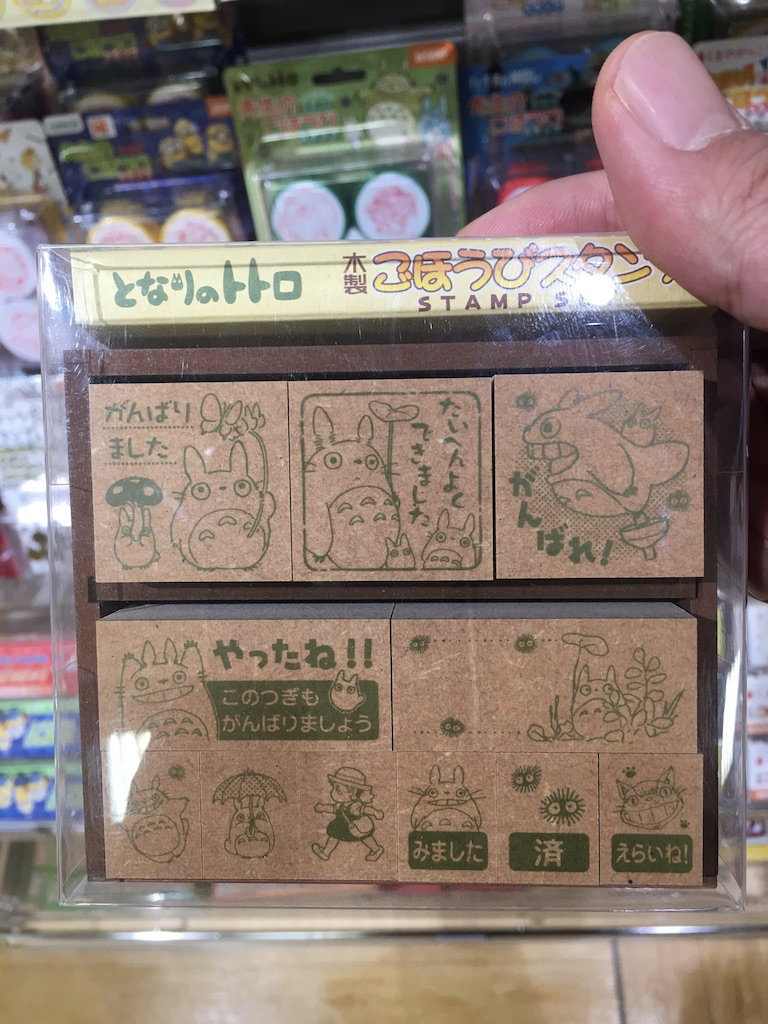 となりのトトロ
木製
ごほうびスタン
STAMP S
がんばり
ました
たいへんよく
できました
がんばれ!
やったね!!
このつぎも
がんばりましょう
みました
済
えらいね!